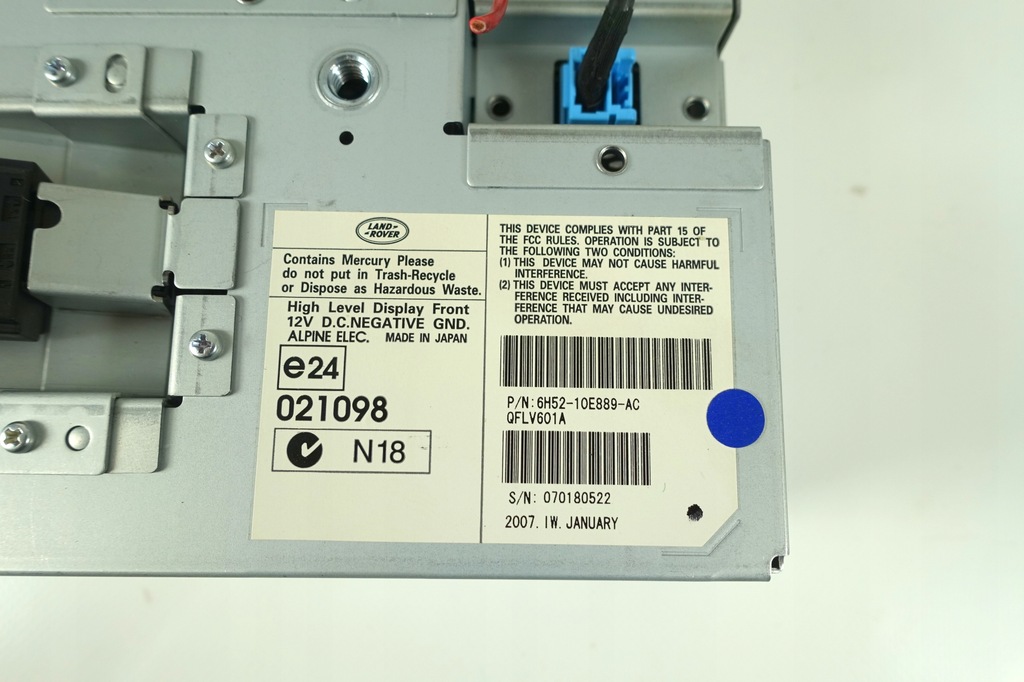 LAND-
-ROVER
Contains Mercury Please
do not put in Trash-Recycle
or Dispose as Hazardous Waste.
High Level Display Front
12V D.C.NEGATIVE GND.
ALPINE ELEC. MADE IN JAPAN
e24
021098
N18
THIS DEVICE COMPLIES WITH PART 15 OF
THE FCC RULES. OPERATION IS SUBJECT TO
THE FOLLOWING TWO CONDITIONS:
(1) THIS DEVICE MAY NOT CAUSE HARMFUL
INTERFERENCE.
(2) THIS DEVICE MUST ACCEPT ANY INTER-
FERENCE RECEIVED INCLUDING INTER-
FERENCE THAT MAY CAUSE UNDESIRED
OPERATION.
P/N:6H52-10E889-AC
QFLV601A
S/N: 070180522
2007. IW. JANUARY